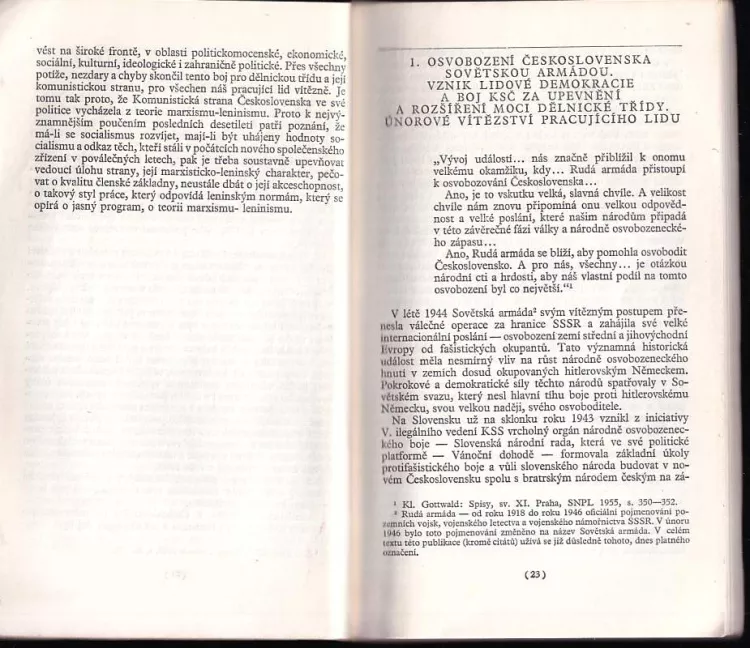 vést na široké frontě, v oblasti politickomocenské, ekonomické,
sociální, kulturní, ideologické i zahraničně politické. Přes všechny
potíže, nezdary a chyby skončil tento boj pro dělnickou třídu a její
komunistickou stranu, pro všechen náš pracující lid vítězně. Je
tomu tak proto, že Komunistická strana Československa ve své
politice vycházela z teorie marxismu-leninismu. Proto k nejvý-
znamnějším poučením posledních desetiletí patří poznání, že
má-li se socialismus rozvíjet, mají-li být uhájeny hodnoty so-
cialismu a odkaz těch, kteří stáli v počátcích nového společenského
zřízení v poválečných letech, pak je třeba soustavně upevňovat
vedoucí úlohu strany, její marxisticko-leninský charakter, pečo-
vat o kvalitu členské základny, neustále dbát o její akceschopnost,
o takový styl práce, který odpovídá leninským normám, který se
opírá o jasný program, o teorii marxismu- leninismu.
1. OSVOBOZENÍ ČESKOSLOVENSKA
SOVĚTSKOU ARMÁDOU.
VZNIK LIDOVÉ DEMOKRACIE
A BOJ KSČ ZA UPEVNĚNÍ
A ROZŠÍŘENÍ MOCI DĚLNICKÉ TŘÍDY.
ÚNOROVÉ VÍTĚZSTVÍ PRACUJÍCÍHO LIDU
„Vývoj událostí... nás značně přiblížil k onomu
velkému okamžiku, kdy... Rudá armáda přistoupí
k osvobozování Československa...
Ano, je to vskutku velká, slavná chvíle. A velikost
chvíle nám znovu připomíná onu velkou odpověd-
nost a velké poslání, které našim národům připadá
v této závěrečné fázi války a národně osvobozenecké-
ho zápasu...
Ano, Rudá armáda se blíží, aby pomohla osvobodit
Československo. A pro nás, všechny... je otázkou
národní cti a hrdosti, aby náš vlastní podíl na tomto
osvobození byl co největší.“¹
V létě 1944 Sovětská armáda² svým vítězným postupem pře-
nesla válečné operace za hranice SSSR a zahájila své velké
internacionální poslání — osvobození zemí střední a jihovýchodní
Evropy od fašistických okupantů. Tato významná historická
událost měla nesmírný vliv na růst národně osvobozeneckého
hnutí v zemích dosud okupovaných hitlerovským Německem.
Pokrokové a demokratické síly těchto národů spatřovaly v So-
větském svazu, který nesl hlavní tíhu boje proti hitlerovskému
Německu, svou velkou naději, svého osvoboditele.
Na Slovensku už na sklonku roku 1943 vznikl z iniciativy
V. ilegálního vedení KSS vrcholný orgán národně osvobozenec-
kého boje — Slovenská národní rada, která ve své politické
platformě — Vánoční dohodě — formovala základní úkoly
protifašistického boje a vůli slovenského národa budovat v no-
vém Československu spolu s bratrským národem českým na zá-
¹ Kl. Gottwald: Spisy, sv. XI. Praha, SNPL 1955, s. 350—352.
² Rudá armáda — od roku 1918 do roku 1946 oficiální pojmenování po-
zemních vojsk, vojenského letectva a vojenského námořnictva SSSR. V únoru
1946 bylo toto pojmenování změněno na název Sovětská armáda. V celém
textu této publikace (kromě citátů) užívá se již důsledně tohoto, dnes platného
označení.
(23)